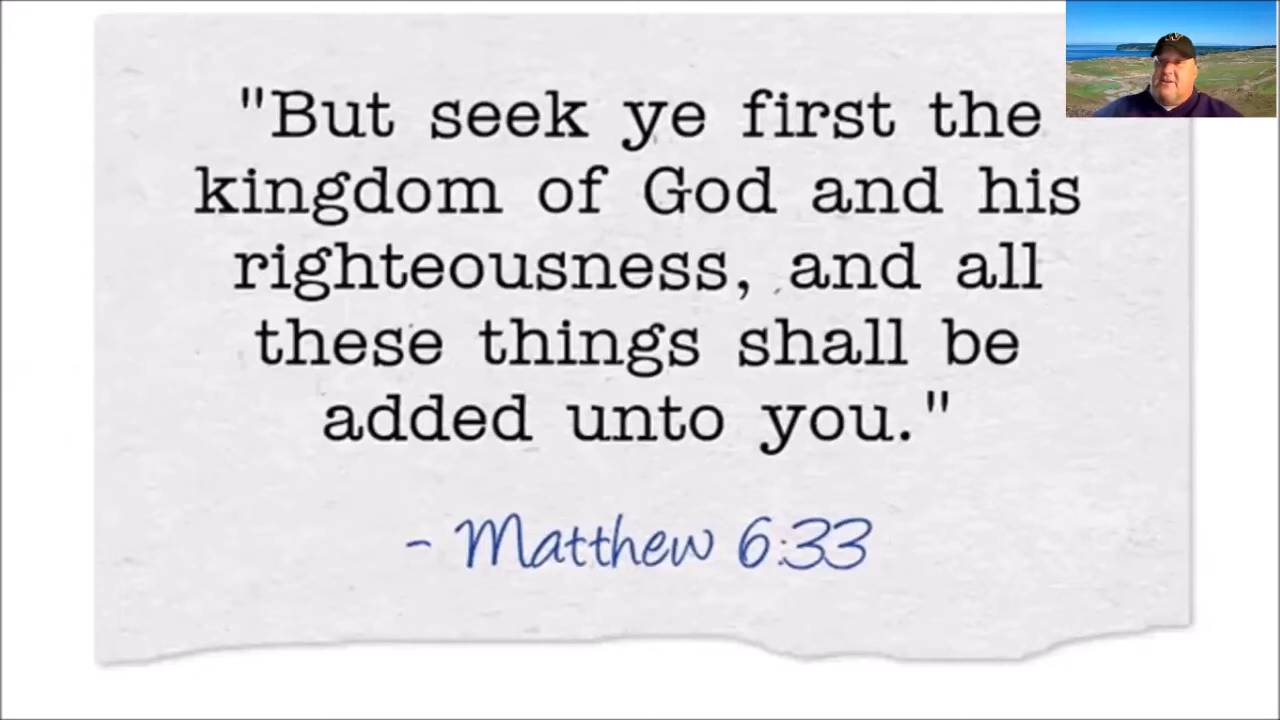 "But seek ye first the
kingdom of God and his
righteousness, and all
these things shall be
added unto you."
- Matthew 6:33